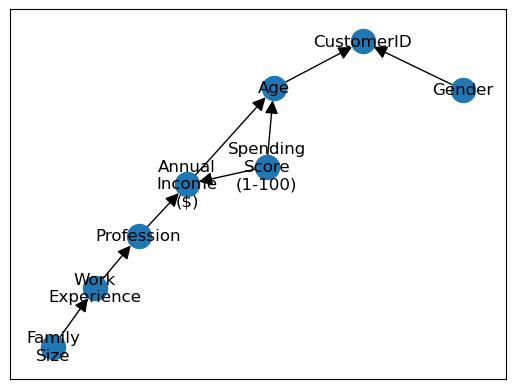 CustomerID
Age
Gender
Spending
Score
(1-100)
Annual
Income
($)
Profession
Work
Experience
Family
Size